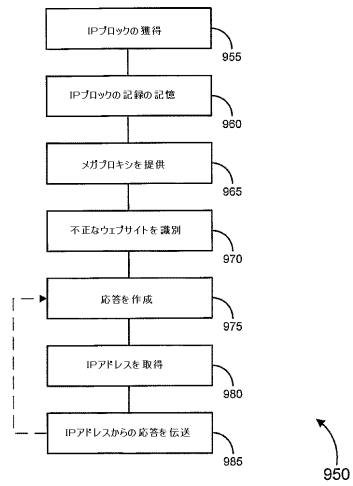 IPブロックの獲得
955
IPブロックの記録の記憶
960
メガプロキシを提供
965
不正なウェブサイトを識別
970
応答を作成
975
IPアドレスを取得
980
IPアドレスからの応答を伝送
985
950